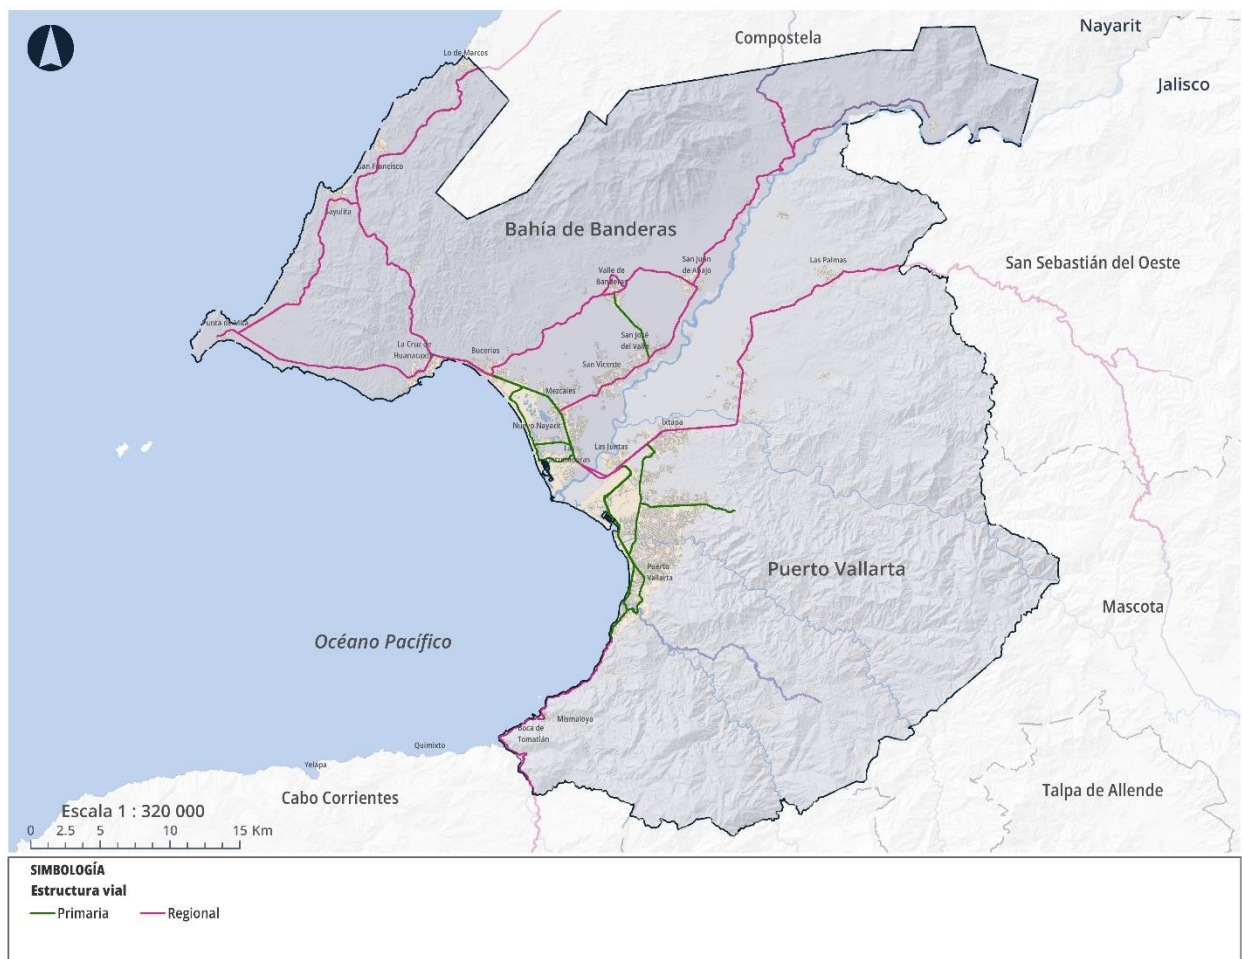 Nayarit
Compostela
Lo de Marcos
Jalisco
San Francisco
Sayulita
Bahía de Banderas
San Sebastián del Oeste
San Juan
de Abajo
Las Palmas
Valle de
Banderas
Punta de Mita
San José
del Valle
La Cruz de
Huanacaxtle
Bucerías
San Vicente
Mezcales
Nuevo Nayarit
Ixtapa
Las Juntas
Puerto
Vallarta
Puerto Vallarta
Mascota
Océano Pacífico
Mismaloya
Boca de
Tomatlán
Quimixto
Yelapa
Cabo Corrientes
Talpa de Allende
Escala 1 : 320 000
0 2.5 5 10 15 Km
SIMBOLOGÍA
Estructura vial
Primaria Regional